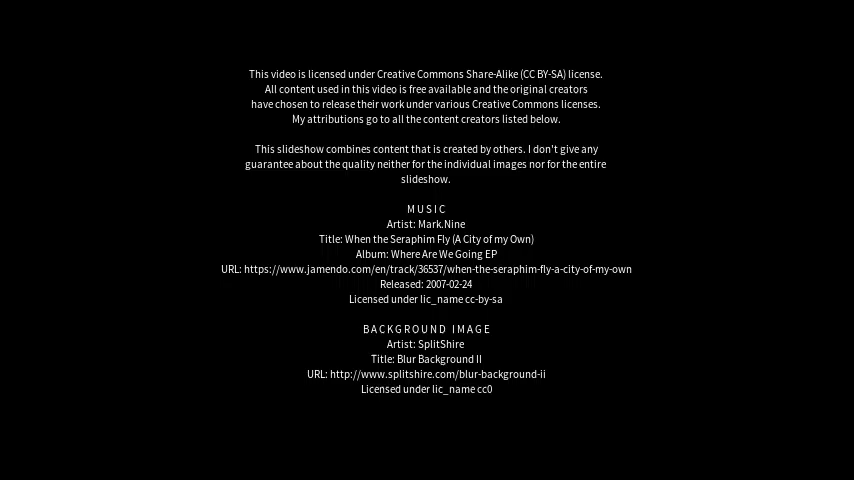 This video is licensed under Creative Commons Share-Alike (CC BY-SA) license.
All content used in this video is free available and the original creators
have chosen to release their work under various Creative Commons licenses.
My attributions go to all the content creators listed below.
This slideshow combines content that is created by others. I don't give any
guarantee about the quality neither for the individual images nor for the entire
slideshow.
MUSIC
Artist: Mark.Nine
Title: When the Seraphim Fly (A City of my Own)
Album: Where Are We Going EP
URL: https://www.jamendo.com/en/track/36537/when-the-seraphim-fly-a-city-of-my-own
Released: 2007-02-24
Licensed under lic_name cc-by-sa
BACKGROUND IMAGE
Artist: SplitShire
Title: Blur Background II
URL: http://www.splitshire.com/blur-background-ii
Licensed under lic_name cc0